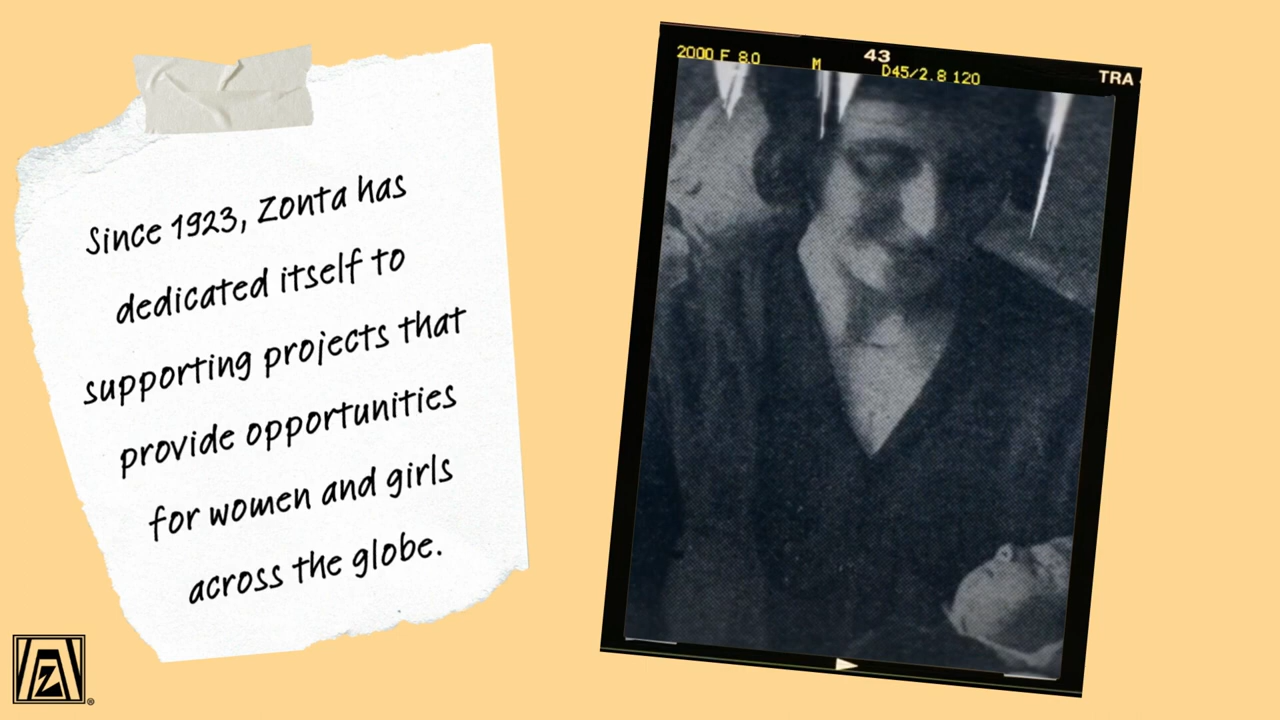 Since 1923, Zonta has
dedicated itself to
supporting projects that
provide opportunities
for women and girls
across the globe.
2000 F 8.0 M 43 D45/2.8 120 TRA
Z
®